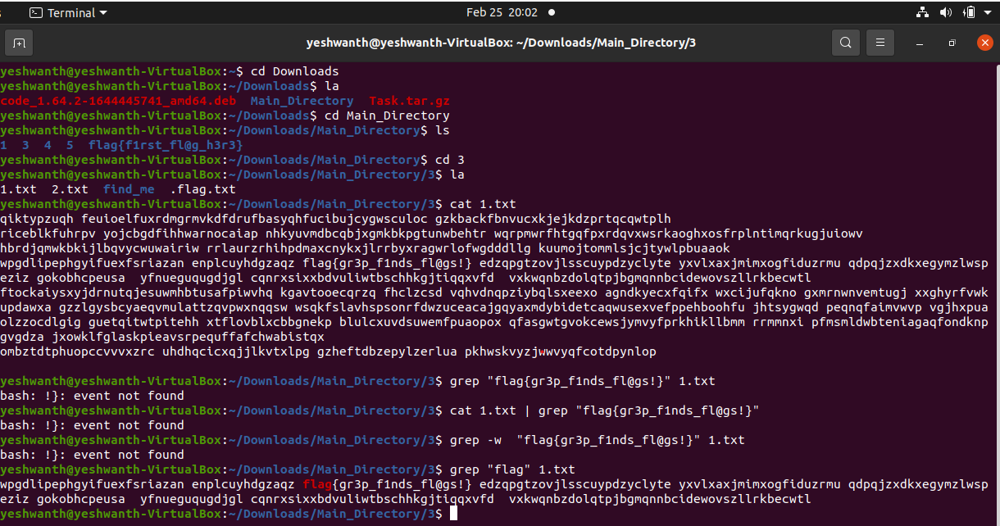 Terminal
Feb 25 20:02
yeshwanth@yeshwanth-VirtualBox: ~/Downloads/Main_Directory/3
yeshwanth@yeshwanth-VirtualBox:~$ cd Downloads
yeshwanth@yeshwanth-VirtualBox:~/Downloads$ la
code_1.64.2-1644445741_amd64.deb  Main_Directory  Task.tar.gz
yeshwanth@yeshwanth-VirtualBox:~/Downloads$ cd Main_Directory
yeshwanth@yeshwanth-VirtualBox:~/Downloads/Main_Directory$ ls
1  3  4  5  flag{f1rst_fl@g_h3r3}
yeshwanth@yeshwanth-VirtualBox:~/Downloads/Main_Directory$ cd 3
yeshwanth@yeshwanth-VirtualBox:~/Downloads/Main_Directory/3$ la
1.txt  2.txt  find_me  .flag.txt
yeshwanth@yeshwanth-VirtualBox:~/Downloads/Main_Directory/3$ cat 1.txt
qiktypzuqh feuioelfuxrdmgrmvkdfdrufbasyqhfucibujcygwsculoc gzkbackfbnvucxkjejkdzprtqcqwtplh
riceblkfuhrpv yojcbgdfihhwarnocaiap nhkyuvmdbcqbjxgmkbkpgtunwbehtr wqrpmwrfhtgqfpxrdqvxwsrkaoghxosfrplntimqrkugjuiowv
hbrdjqmwkbkijlbqvycwuwairiw rrlaurzrhihpdmaxcnykxjlrrbyxragwrlofwgdddllg kuumojtommlsjcjtywlpbuaaok
wpgdlipephgyifuexfsriazan enplcuyhdgzaqz flag{gr3p_f1nds_fl@gs!} edzqpgtzovjlsscuypdzyclyte yxvlxaxjmimxogfiduzrmu qdpqjzxdkxegymzlwsp
eziz gokobhcpeusa  yfnueguqugdjgl cqnrxsixxbdvuliwtbschhkgjtiqqxvfd  vxkwqnbzdolqtpjbgmqnnbcidewovszllrkbecwtl
ftockaiysxyjdrnutqjesuwmhbtusafpiwvhq kgavtooecqrzq fhclzcsd vqhvdnqpziybqlsxeexo agndkyecxfqifx wxcijufqkno gxmrnwnvemtugj xxghyrfvwk
updawxa gzzlgysbcyaeqvmulattzqvpwxnqqsw wsqkfslavhspsonrfdwzuceacajgqyaxmdybidetcaqwusexvefppehboohfu jhtsygwqd peqnqfaimvwvp vgjhxpua
olzzocdlgig guetqitwtpitehh xtflovblxcbbgnekp blulcxuvdsuwemfpuaopox qfasgwtgvokcewsjymvyfprkhikllbmm rrmmnxi pfmsmldwbteniagaqfondknp
gvgdza jxowklfglaskpieavsrpequffafchwabistqx
ombztdtphuopccvvvxzrc uhdhqcicxqjjlkvtxlpg gzheftdbzepylzerlua pkhwskvyzjwwvyqfcotdpynlop
yeshwanth@yeshwanth-VirtualBox:~/Downloads/Main_Directory/3$ grep "flag{gr3p_f1nds_fl@gs!}" 1.txt
bash: !}: event not found
yeshwanth@yeshwanth-VirtualBox:~/Downloads/Main_Directory/3$ cat 1.txt | grep "flag{gr3p_f1nds_fl@gs!}"
bash: !}: event not found
yeshwanth@yeshwanth-VirtualBox:~/Downloads/Main_Directory/3$ grep -w  "flag{gr3p_f1nds_fl@gs!}" 1.txt
bash: !}: event not found
yeshwanth@yeshwanth-VirtualBox:~/Downloads/Main_Directory/3$ grep "flag" 1.txt
wpgdlipephgyifuexfsriazan enplcuyhdgzaqz flag{gr3p_f1nds_fl@gs!} edzqpgtzovjlsscuypdzyclyte yxvlxaxjmimxogfiduzrmu qdpqjzxdkxegymzlwsp
eziz gokobhcpeusa  yfnueguqugdjgl cqnrxsixxbdvuliwtbschhkgjtiqqxvfd  vxkwqnbzdolqtpjbgmqnnbcidewovszllrkbecwtl
yeshwanth@yeshwanth-VirtualBox:~/Downloads/Main_Directory/3$